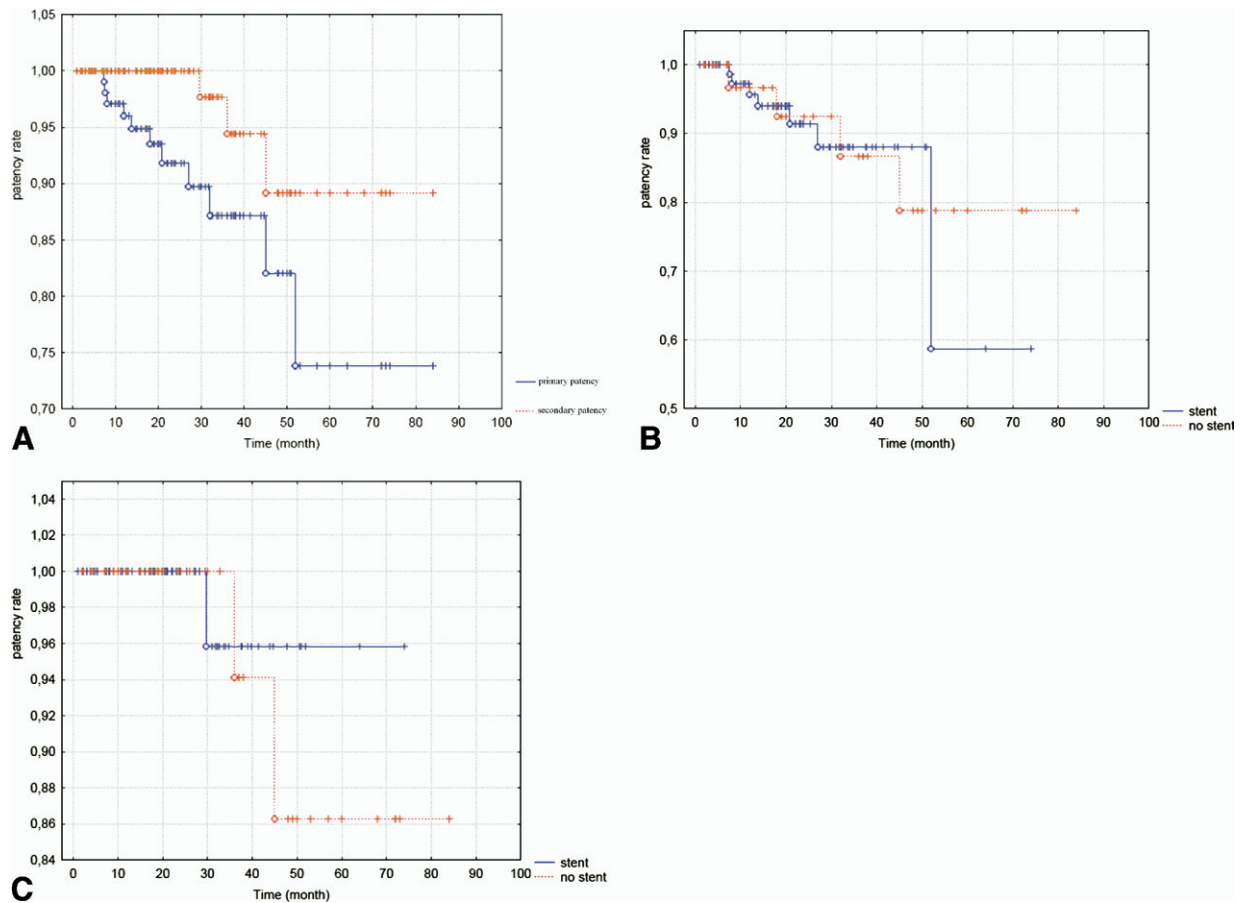 1,05
1,00
0,95
0,90
0,85
0,80
0,75
0,70
patency rate
0 10 20 30 40 50 60 70 80 90 100
Time (month)
primary patency
secondary patency
A
1,0
0,9
0,8
0,7
0,6
0,5
patency rate
0 10 20 30 40 50 60 70 80 90 100
Time (month)
stent
no stent
B
1,04
1,02
1,00
0,98
0,96
0,94
0,92
0,90
0,88
0,86
0,84
patency rate
0 10 20 30 40 50 60 70 80 90 100
Time (month)
stent
no stent
C